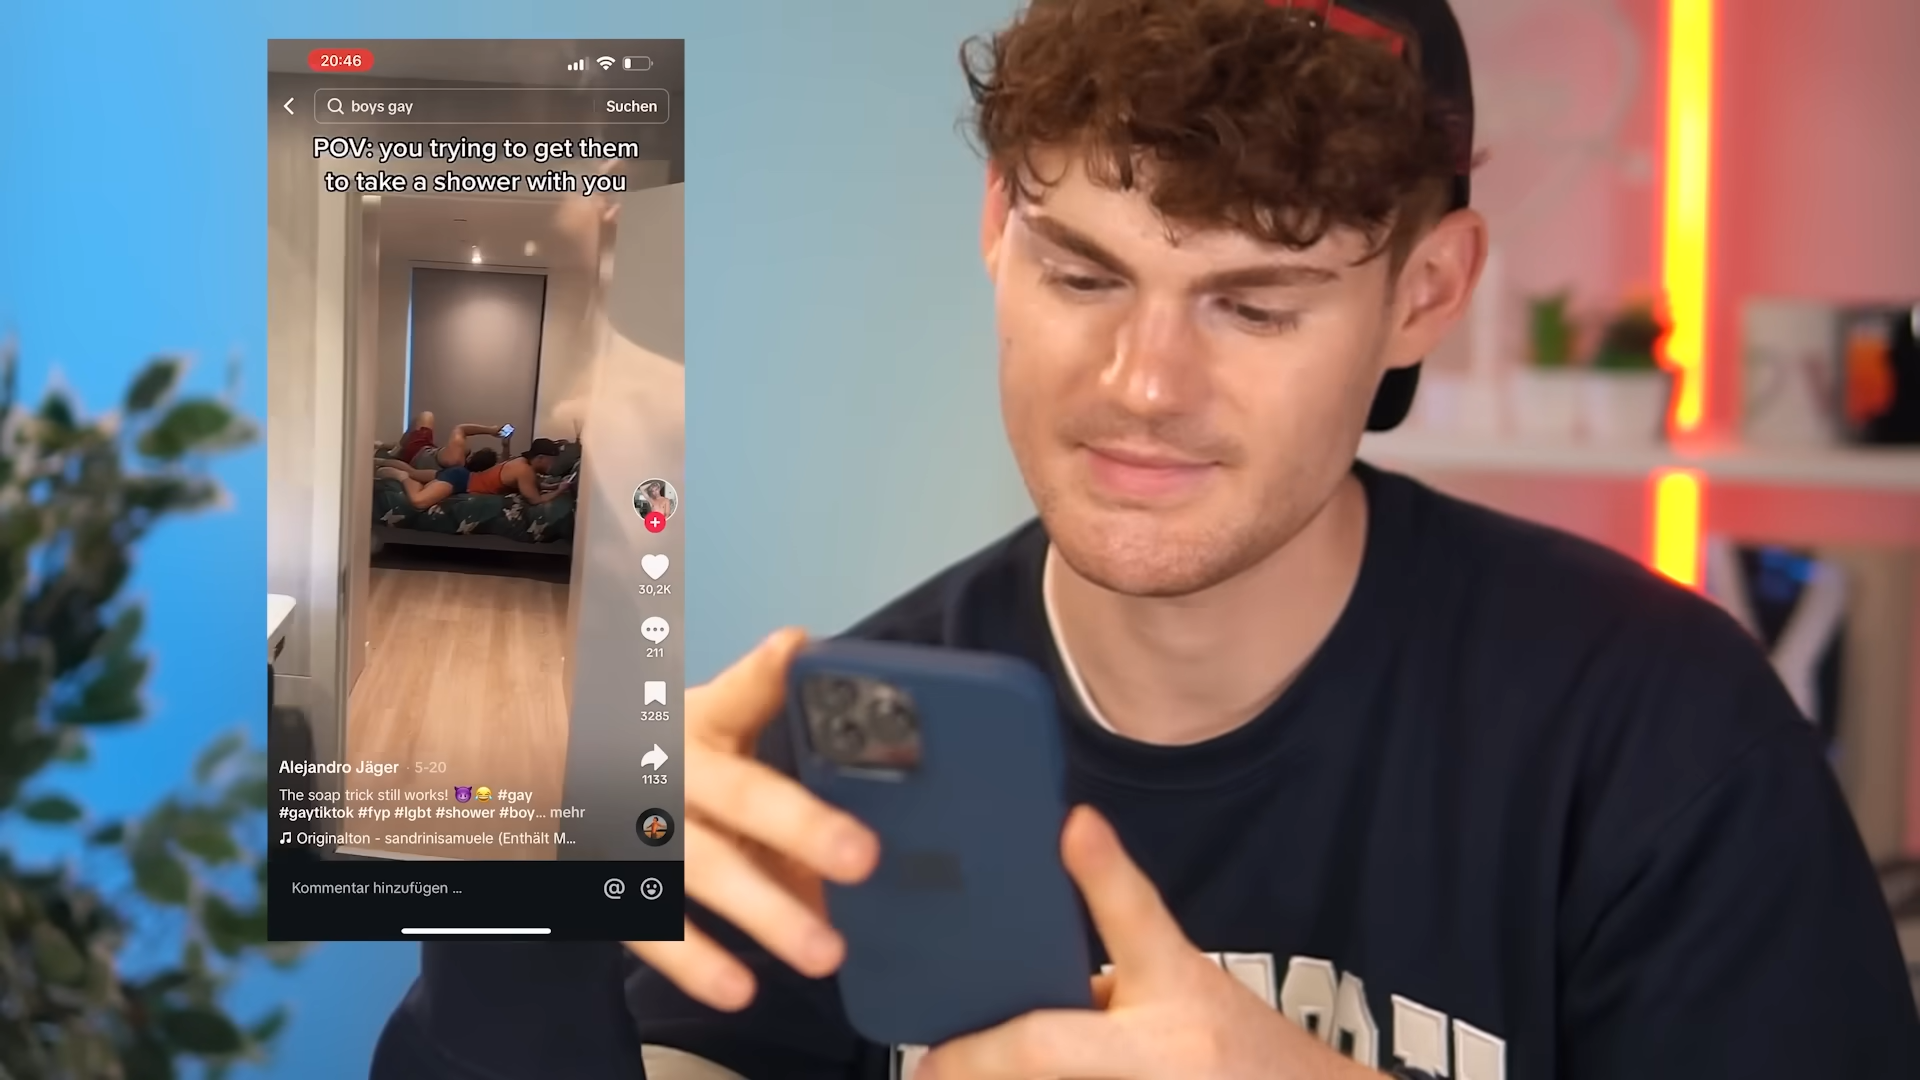 20:46
boys gay
Suchen
POV: you trying to get them
to take a shower with you
30,2K
211
3285
1133
Alejandro Jäger · 5-20
The soap trick still works! 😈😂 #gay
#gaytiktok #fyp #lgbt #shower #boy... mehr
Originalton - sandrinisamuele (Enthält M...
Kommentar hinzufügen ...